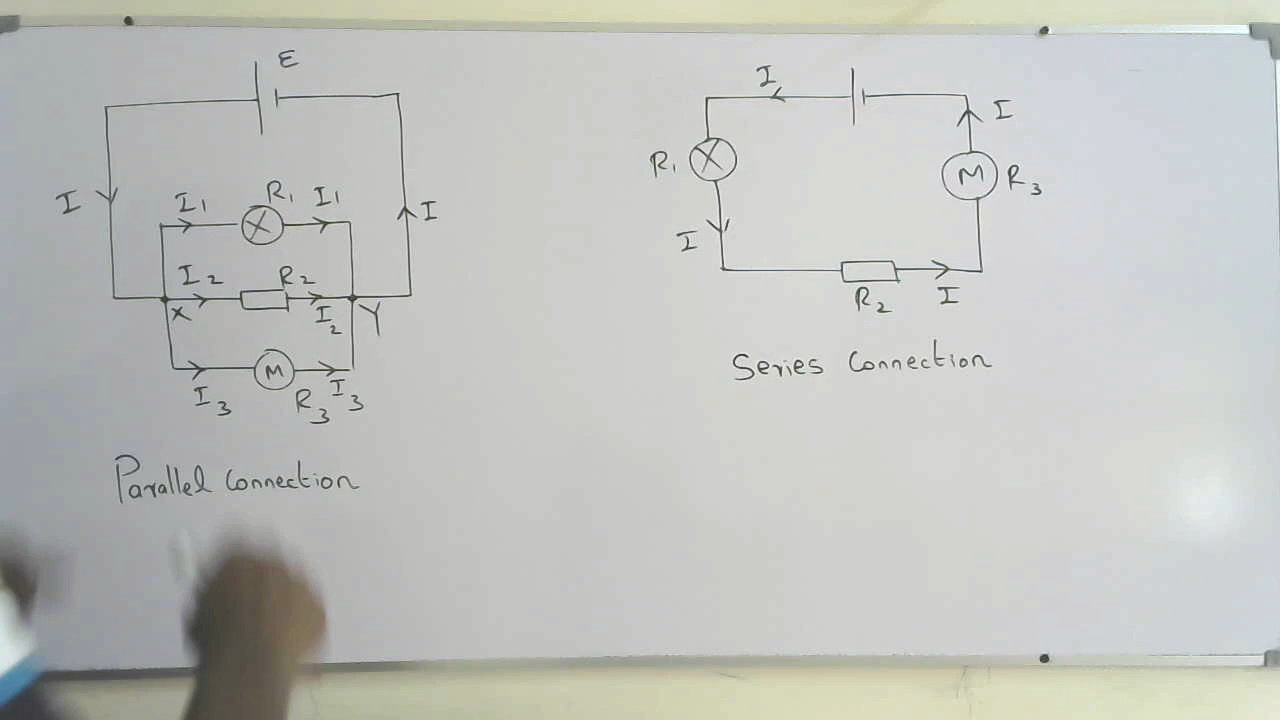 E
I
I₁
R₁
I₁
I
I₂
R₂
X
I₂
Y
M
I₃
R₃
I₃
Parallel Connection
I
I
R₁
M
R₃
I
R₂
I
Series Connection